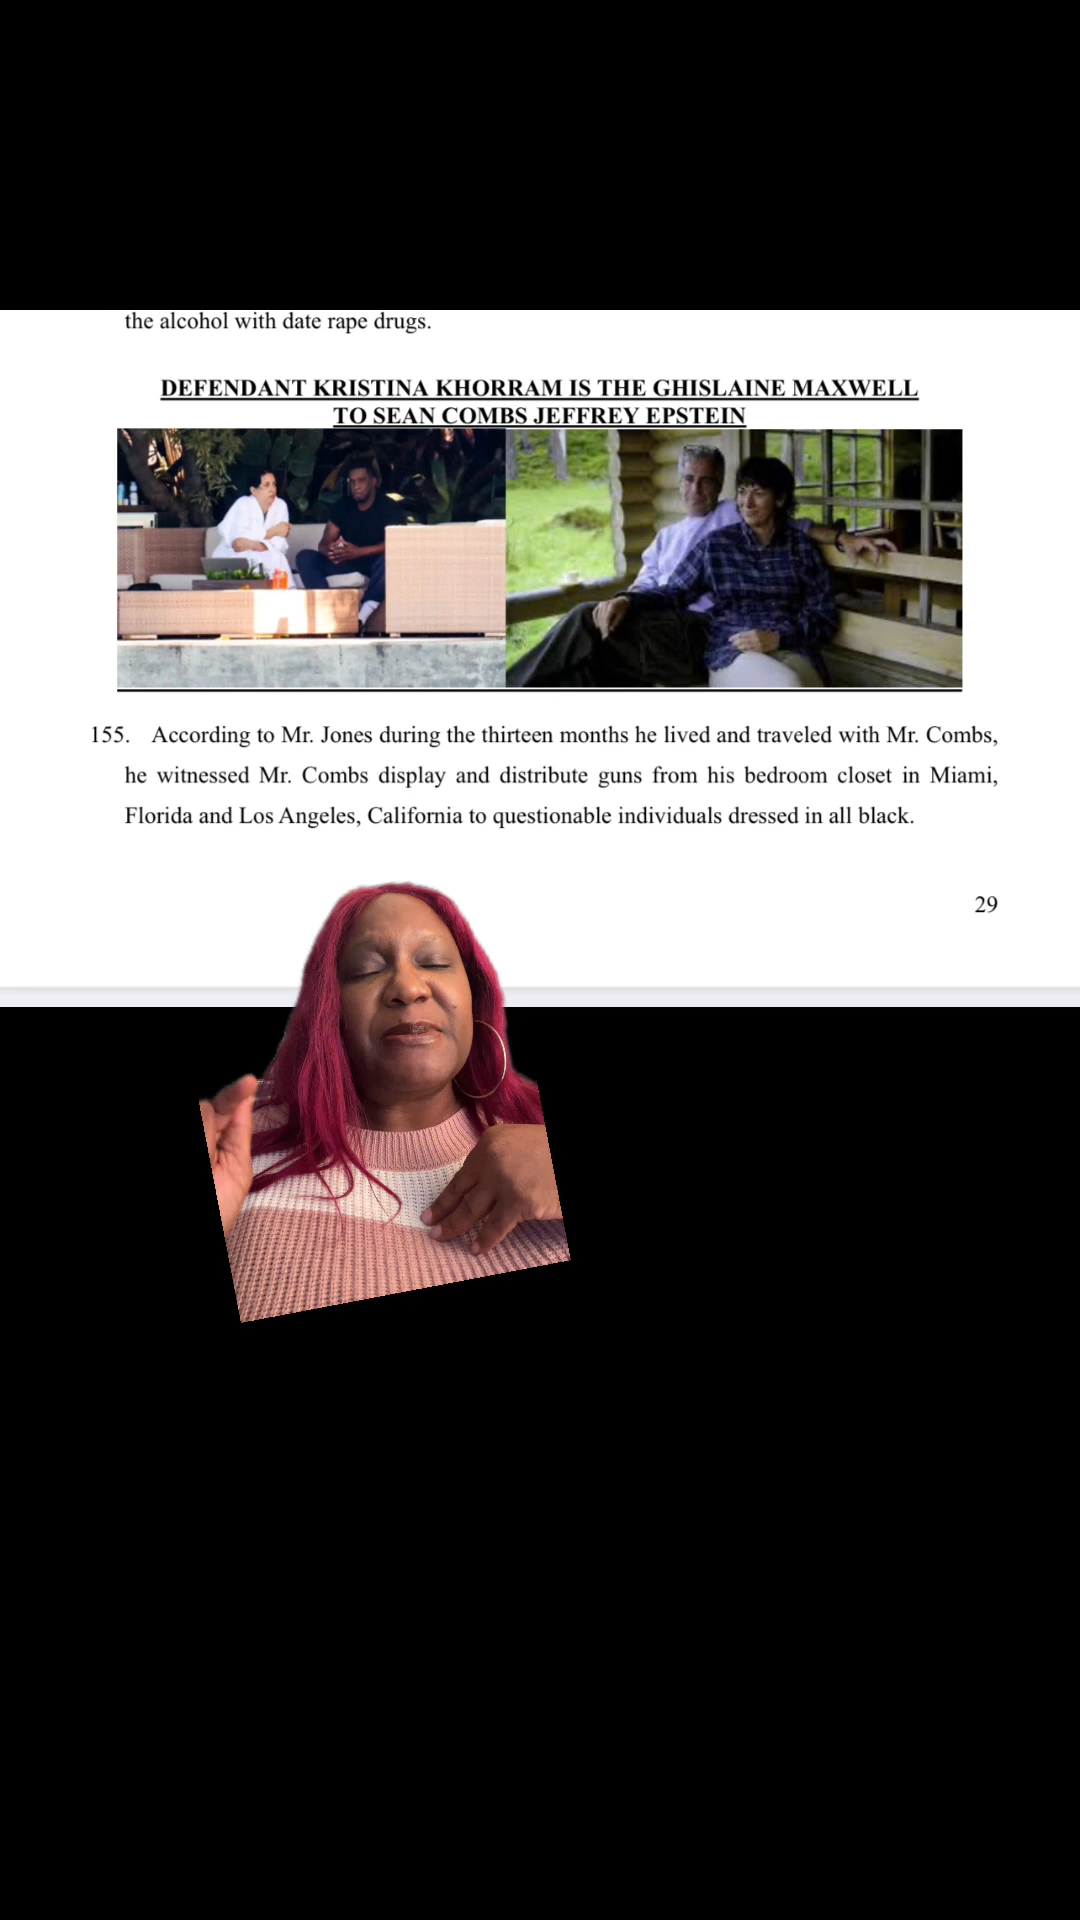 the alcohol with date rape drugs.
DEFENDANT KRISTINA KHORRAM IS THE GHISLAINE MAXWELL
TO SEAN COMBS JEFFREY EPSTEIN
155. According to Mr. Jones during the thirteen months he lived and traveled with Mr. Combs,
he witnessed Mr. Combs display and distribute guns from his bedroom closet in Miami,
Florida and Los Angeles, California to questionable individuals dressed in all black.
29